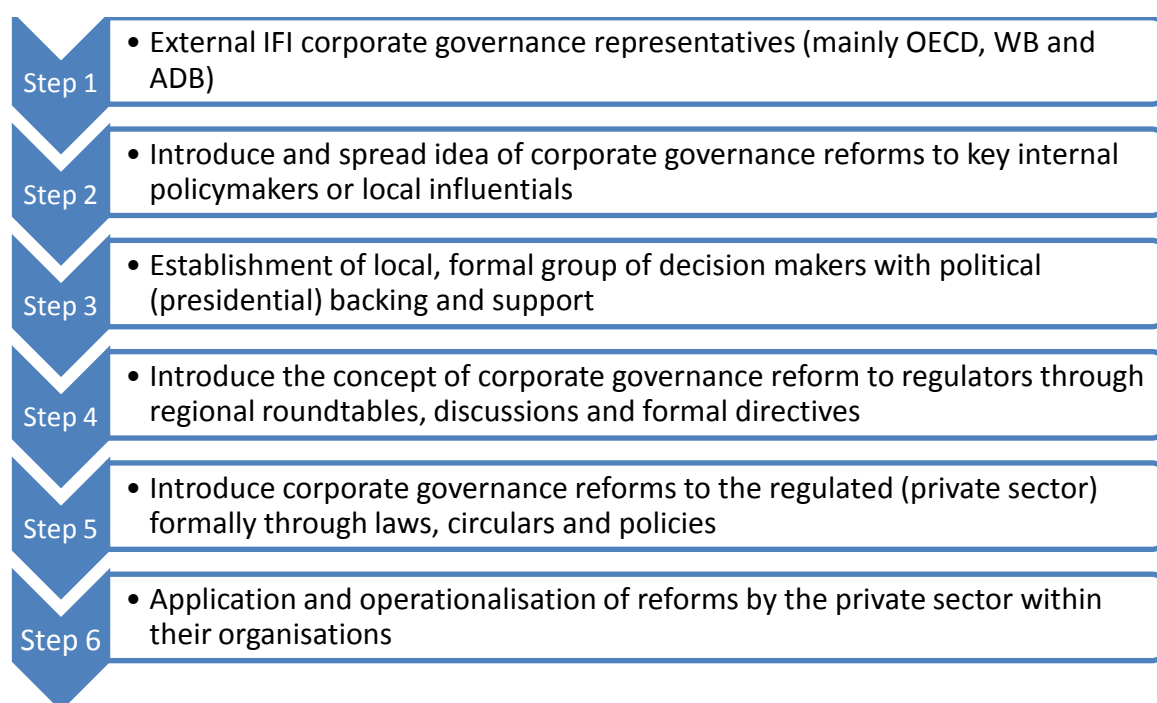 Step 1
• External IFI corporate governance representatives (mainly OECD, WB and
ADB)
Step 2
• Introduce and spread idea of corporate governance reforms to key internal
policymakers or local influentials
Step 3
• Establishment of local, formal group of decision makers with political
(presidential) backing and support
Step 4
• Introduce the concept of corporate governance reform to regulators through
regional roundtables, discussions and formal directives
Step 5
• Introduce corporate governance reforms to the regulated (private sector)
formally through laws, circulars and policies
Step 6
• Application and operationalisation of reforms by the private sector within
their organisations